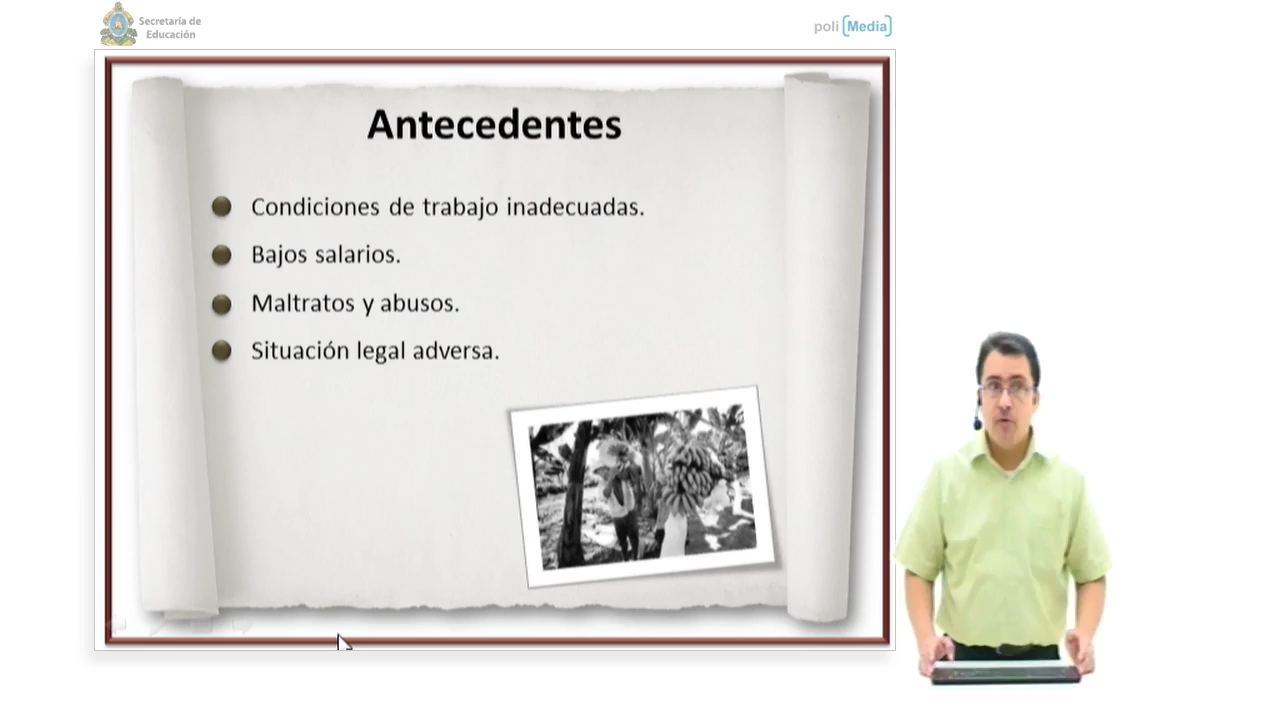 Secretaría de
Educación
poli [Media]
Antecedentes
Condiciones de trabajo inadecuadas.
Bajos salarios.
Maltratos y abusos.
Situación legal adversa.